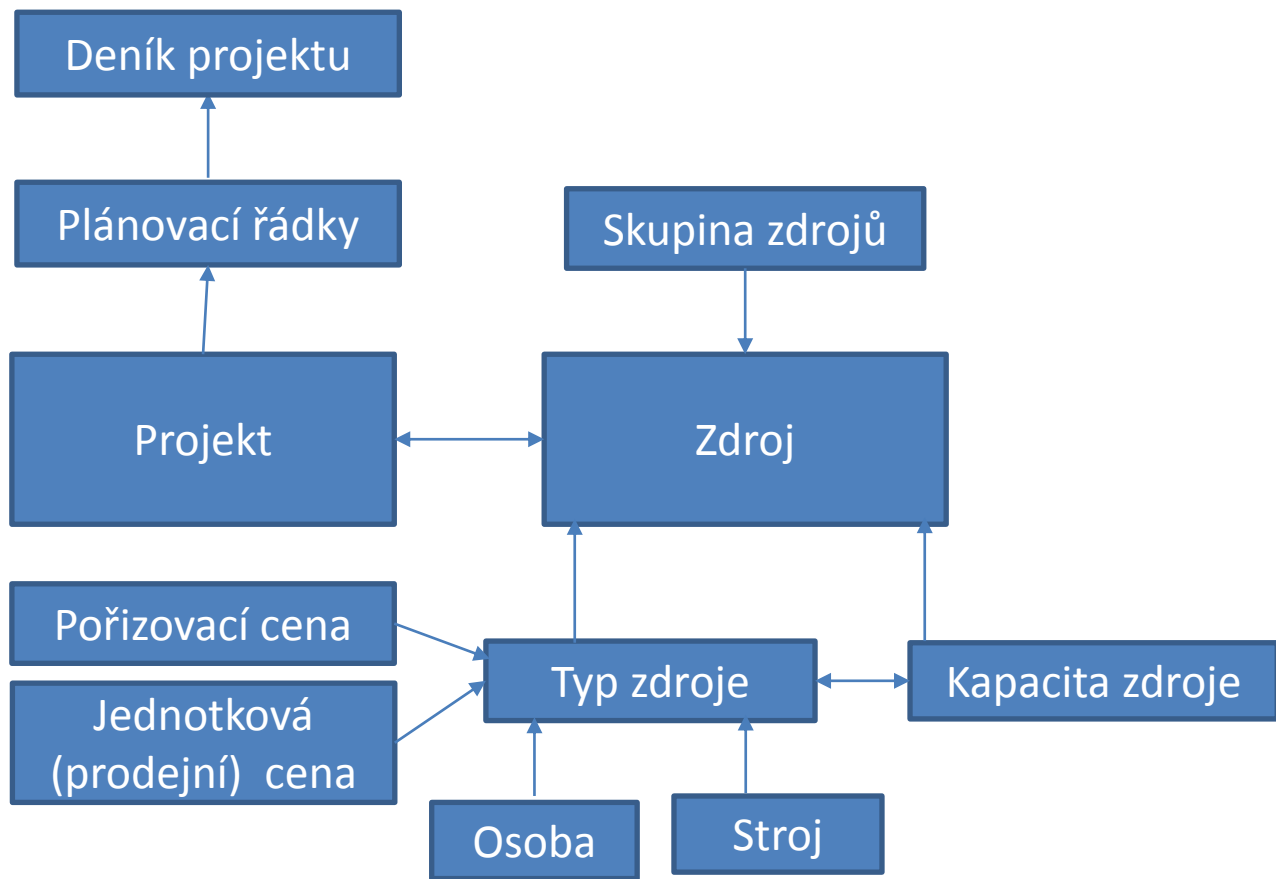 Deník projektu
Plánovací řádky
Skupina zdrojů
Projekt
Zdroj
Pořizovací cena
Typ zdroje
Kapacita zdroje
Jednotková
(prodejní)  cena
Osoba
Stroj